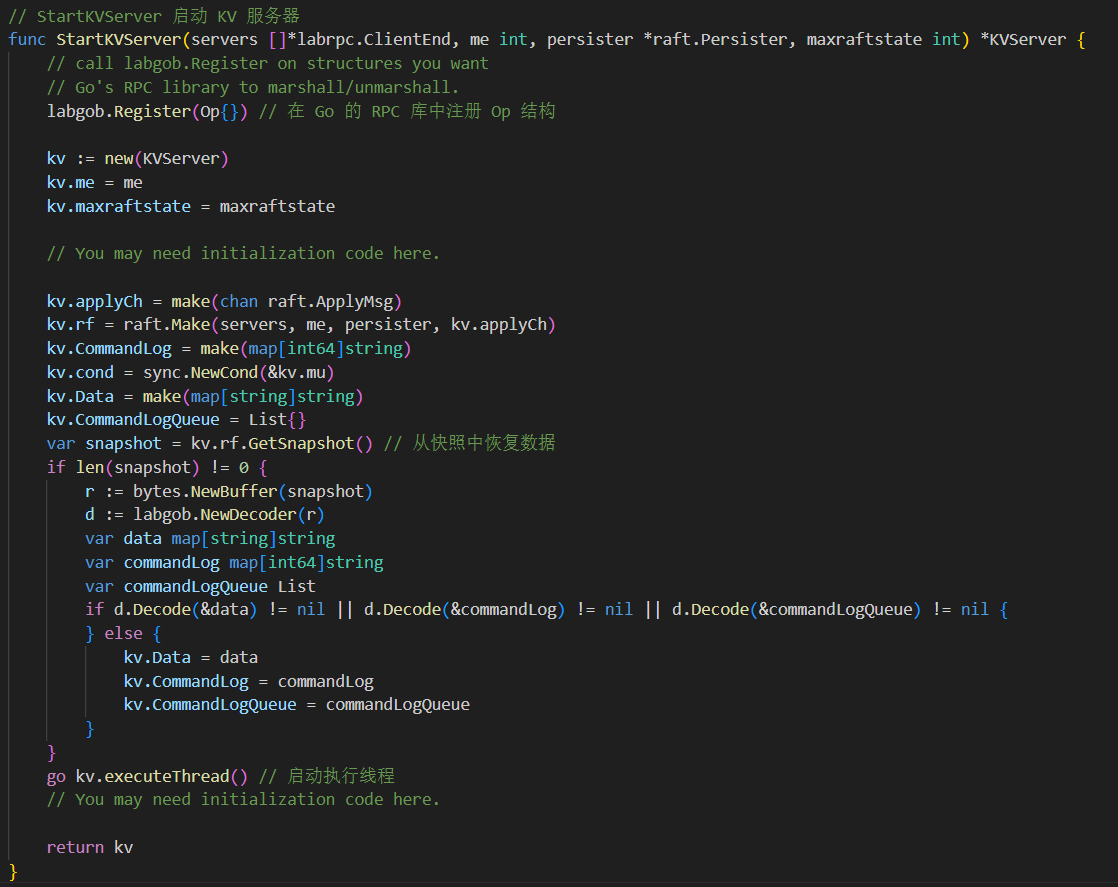 // StartKVServer 启动 KV 服务器
func StartKVServer(servers []*labrpc.ClientEnd, me int, persister *raft.Persister, maxraftstate int) *KVServer {
    // call labgob.Register on structures you want
    // Go's RPC library to marshall/unmarshall.
    labgob.Register(Op{}) // 在 Go 的 RPC 库中注册 Op 结构

    kv := new(KVServer)
    kv.me = me
    kv.maxraftstate = maxraftstate

    // You may need initialization code here.

    kv.applyCh = make(chan raft.ApplyMsg)
    kv.rf = raft.Make(servers, me, persister, kv.applyCh)
    kv.CommandLog = make(map[int64]string)
    kv.cond = sync.NewCond(&kv.mu)
    kv.Data = make(map[string]string)
    kv.CommandLogQueue = List{}
    var snapshot = kv.rf.GetSnapshot() // 从快照中恢复数据
    if len(snapshot) != 0 {
        r := bytes.NewBuffer(snapshot)
        d := labgob.NewDecoder(r)
        var data map[string]string
        var commandLog map[int64]string
        var commandLogQueue List
        if d.Decode(&data) != nil || d.Decode(&commandLog) != nil || d.Decode(&commandLogQueue) != nil {
        } else {
            kv.Data = data
            kv.CommandLog = commandLog
            kv.CommandLogQueue = commandLogQueue
        }
    }
    go kv.executeThread() // 启动执行线程
    // You may need initialization code here.

    return kv
}